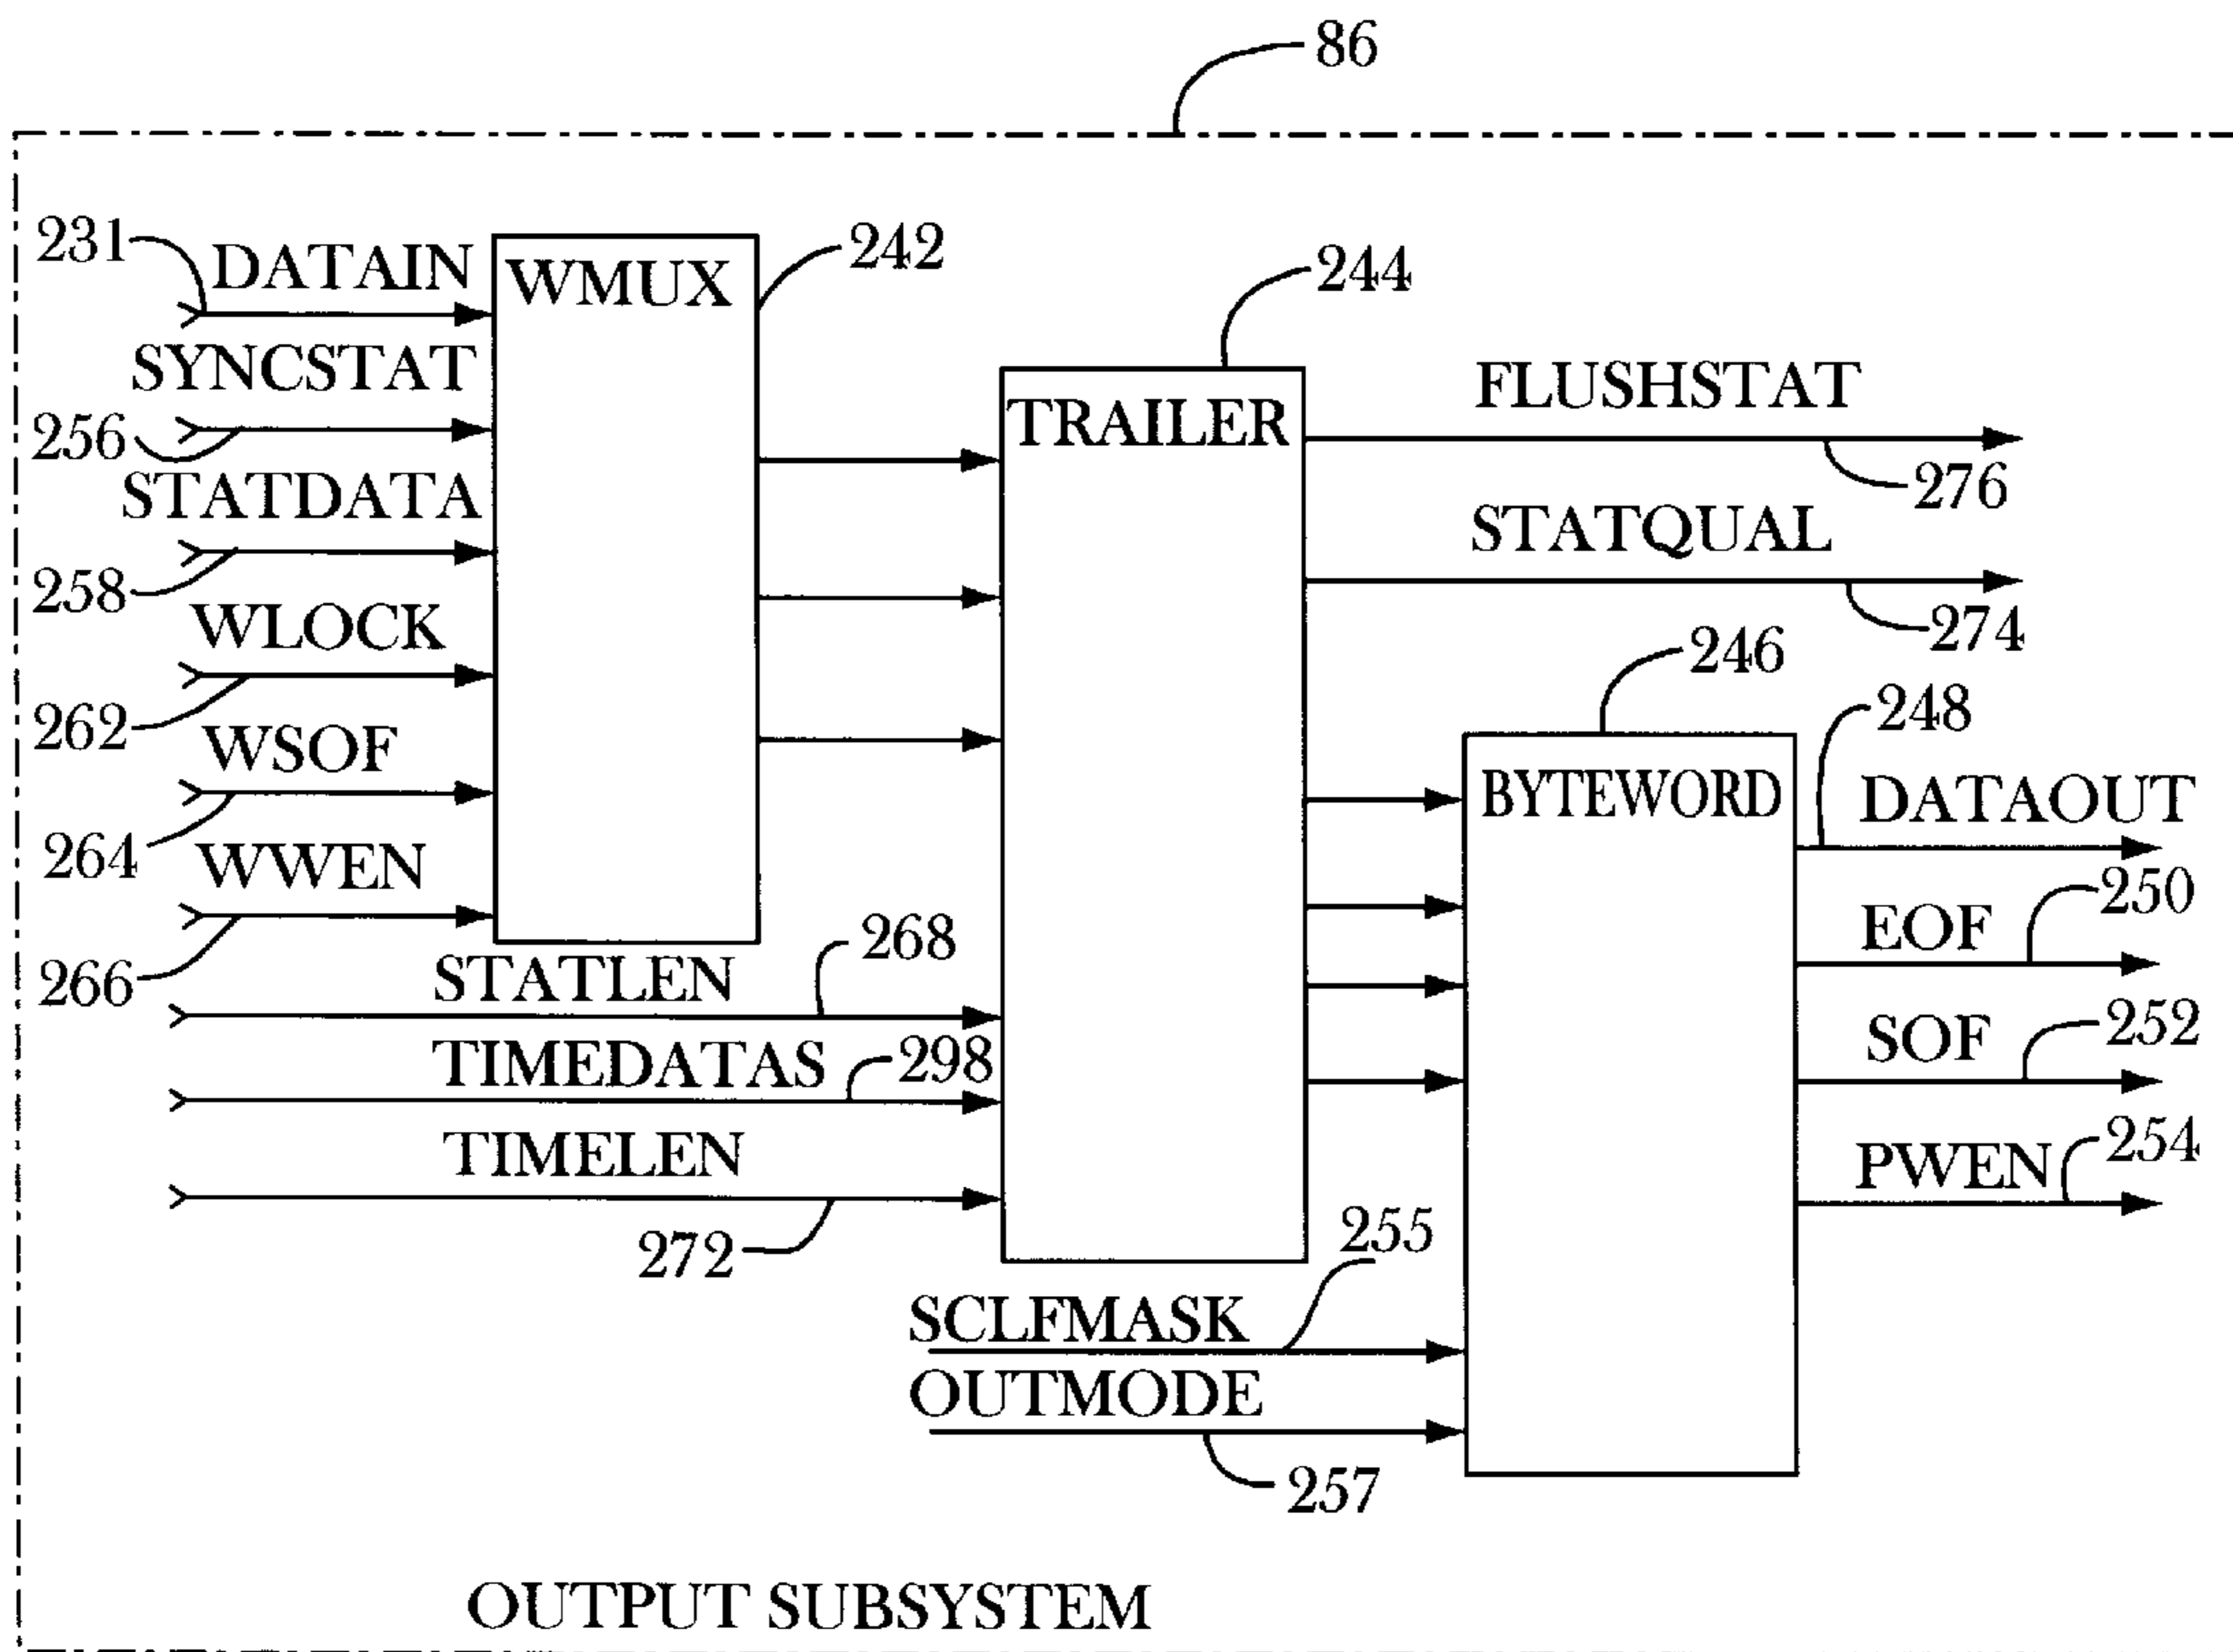 86
231
DATAIN
WMUX
242
244
SYNCSTAT
256
TRAILER
FLUSHSTAT
276
STATDATA
258
STATQUAL
274
WLOCK
262
246
248
WSOF
264
BYTEWORD
DATAOUT
WWEN
266
250
EOF
STATLEN
268
252
SOF
TIMEDATAS
298
254
PWEN
TIMELEN
272
255
SCLFMASK
OUTMODE
257
OUTPUT SUBSYSTEM